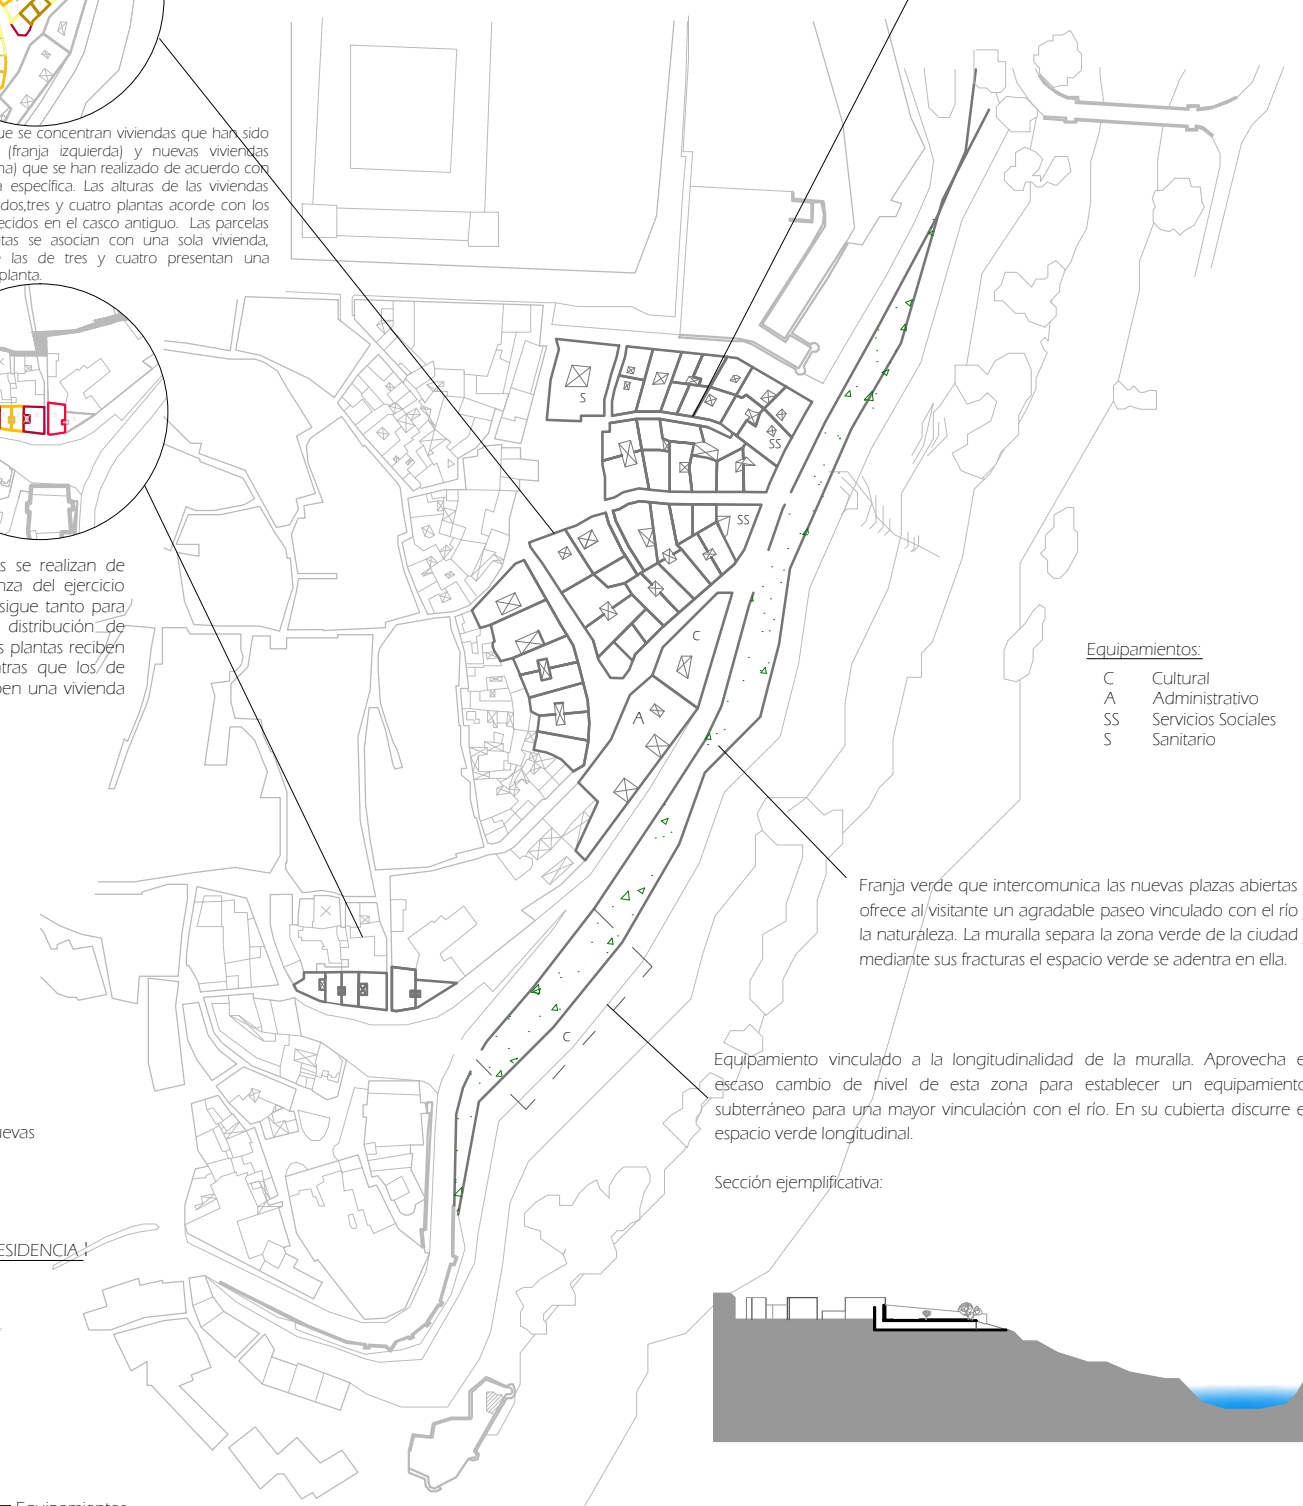 ue se concentran viviendas que han sido
(franja izquierda) y nuevas viviendas
na) que se han realizado de acuerdo con
a específica. Las alturas de las viviendas
dos,tres y cuatro plantas acorde con los
ecidos en el casco antiguo. Las parcelas
tas se asocian con una sola vivienda,
e las de tres y cuatro presentan una
planta.
s se realizan de
nza del ejercicio
sigue tanto para
distribución de
s plantas reciben
tras que los de
ben una vivienda
S
SS
SS
C
A
Equipamientos:
C Cultural
A Administrativo
SS Servicios Sociales
S Sanitario
Franja verde que intercomunica las nuevas plazas abiertas
ofrece al visitante un agradable paseo vinculado con el río
la naturaleza. La muralla separa la zona verde de la ciudad
mediante sus fracturas el espacio verde se adentra en ella.
C
Equipamiento vinculado a la longitudinalidad de la muralla. Aprovecha e
escaso cambio de nivel de esta zona para establecer un equipamiento
subterráneo para una mayor vinculación con el río. En su cubierta discurre e
espacio verde longitudinal.
Sección ejemplificativa:
uevas
ESIDENCIA
Equipamientos